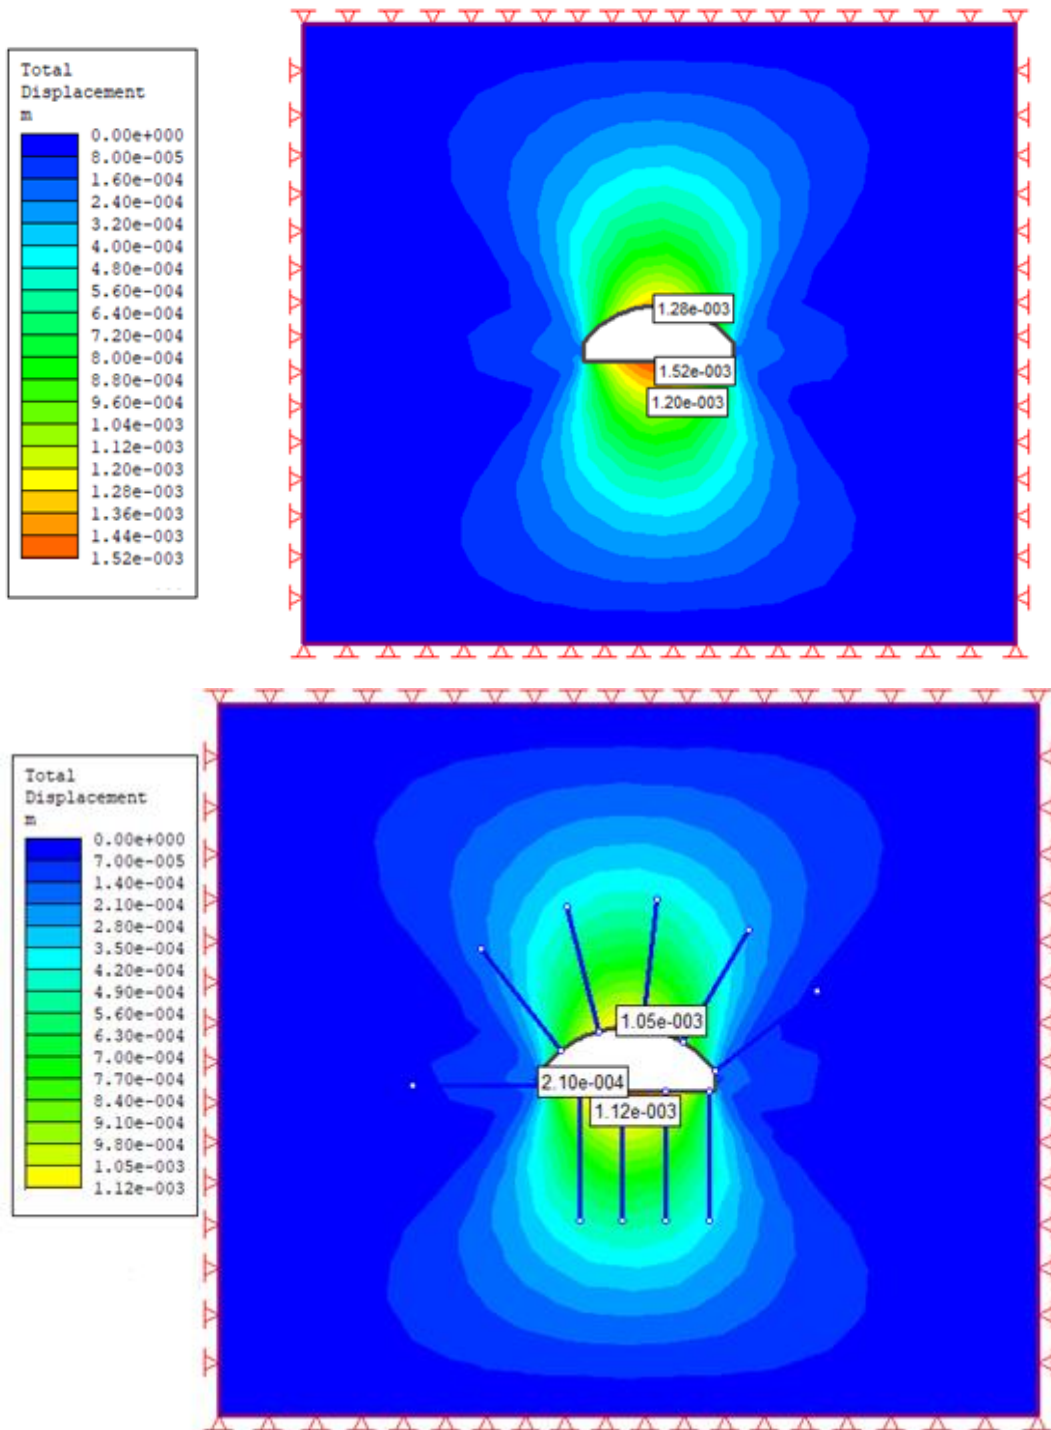 Total
Displacement
m
0.00e+000
8.00e-005
1.60e-004
2.40e-004
3.20e-004
4.00e-004
4.80e-004
5.60e-004
6.40e-004
7.20e-004
8.00e-004
8.80e-004
9.60e-004
1.04e-003
1.12e-003
1.20e-003
1.28e-003
1.36e-003
1.44e-003
1.52e-003
1.28e-003
1.52e-003
1.20e-003
Total
Displacement
m
0.00e+000
7.00e-005
1.40e-004
2.10e-004
2.80e-004
3.50e-004
4.20e-004
4.90e-004
5.60e-004
6.30e-004
7.00e-004
7.70e-004
8.40e-004
9.10e-004
9.80e-004
1.05e-003
1.12e-003
1.05e-003
2.10e-004
1.12e-003